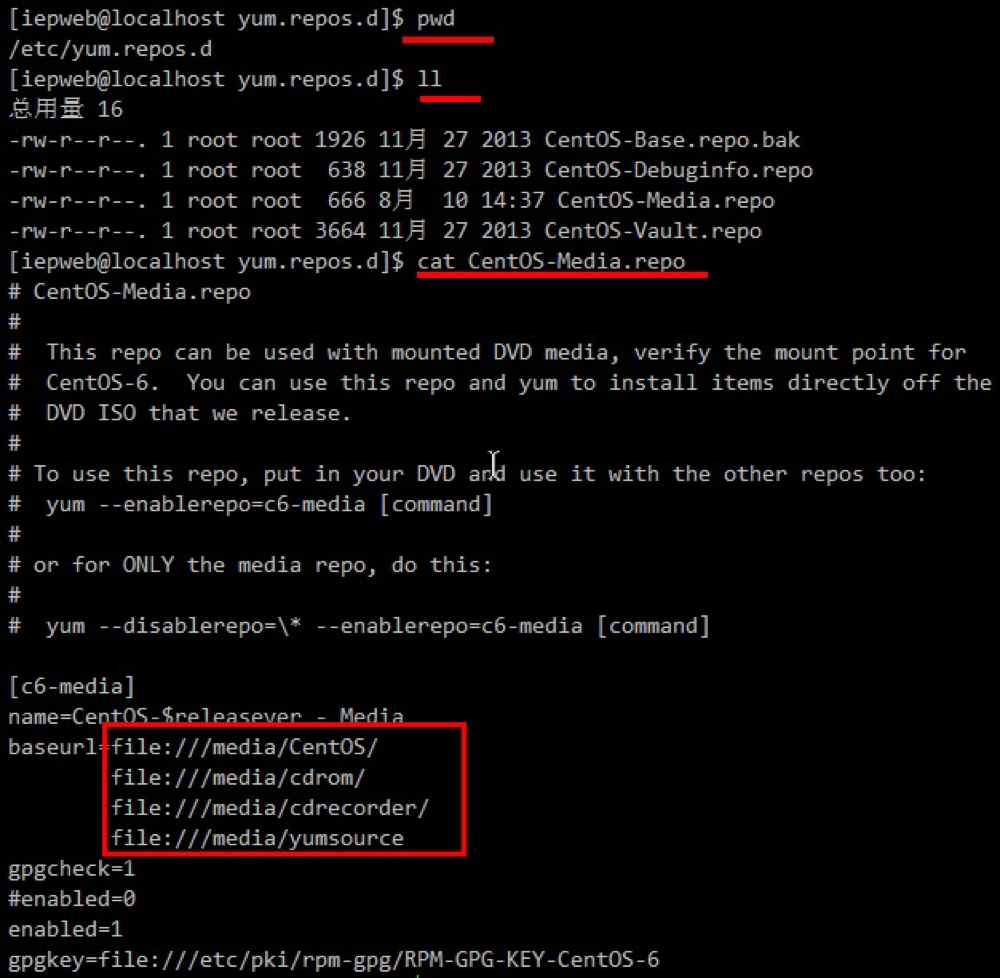 [iepweb@localhost yum.repos.d]$ pwd
/etc/yum.repos.d
[iepweb@localhost yum.repos.d]$ ll
总用量 16
-rw-r--r--. 1 root root 1926 11月 27 2013 CentOS-Base.repo.bak
-rw-r--r--. 1 root root  638 11月 27 2013 CentOS-Debuginfo.repo
-rw-r--r--. 1 root root  666 8月  10 14:37 CentOS-Media.repo
-rw-r--r--. 1 root root 3664 11月 27 2013 CentOS-Vault.repo
[iepweb@localhost yum.repos.d]$ cat CentOS-Media.repo
# CentOS-Media.repo
#
#  This repo can be used with mounted DVD media, verify the mount point for
#  CentOS-6.  You can use this repo and yum to install items directly off the
#  DVD ISO that we release.
#
# To use this repo, put in your DVD and use it with the other repos too:
#  yum --enablerepo=c6-media [command]
#
# or for ONLY the media repo, do this:
#
#  yum --disablerepo=\* --enablerepo=c6-media [command]

[c6-media]
name=CentOS-$releasever - Media
baseurl=file:///media/CentOS/
        file:///media/cdrom/
        file:///media/cdrecorder/
        file:///media/yumsource
gpgcheck=1
#enabled=0
enabled=1
gpgkey=file:///etc/pki/rpm-gpg/RPM-GPG-KEY-CentOS-6